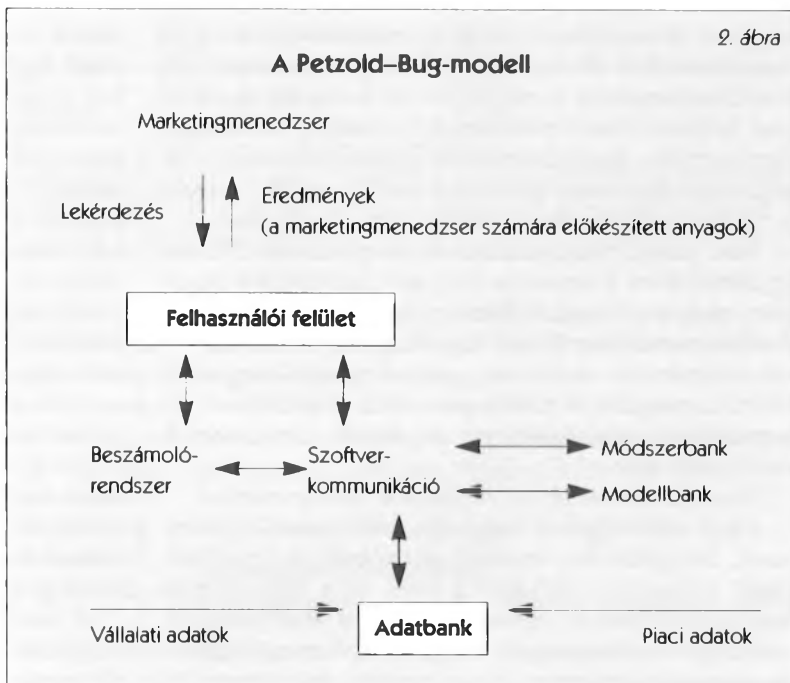 2. ábra
A Petzold–Bug-modell
Marketingmenedzser
Lekérdezés
Eredmények
(a marketingmenedzser számára előkészített anyagok)
Felhasználói felület
Beszámoló-
rendszer
Szoftver-
kommunikáció
Módszerbank
Modellbank
Vállalati adatok
Adatbank
Piaci adatok